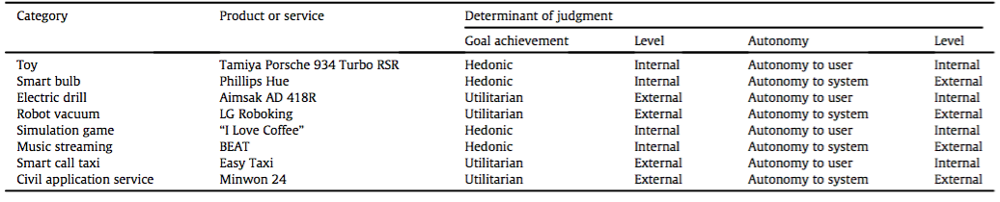 Category Product or service Determinant of judgment
Goal achievement Level Autonomy Level
Toy Tamiya Porsche 934 Turbo RSR Hedonic Internal Autonomy to user Internal
Smart bulb Phillips Hue Hedonic Internal Autonomy to system External
Electric drill Aimsak AD 418R Utilitarian External Autonomy to user Internal
Robot vacuum LG Roboking Utilitarian External Autonomy to system External
Simulation game “I Love Coffee” Hedonic Internal Autonomy to user Internal
Music streaming BEAT Hedonic Internal Autonomy to system External
Smart call taxi Easy Taxi Utilitarian External Autonomy to user Internal
Civil application service Minwon 24 Utilitarian External Autonomy to system External